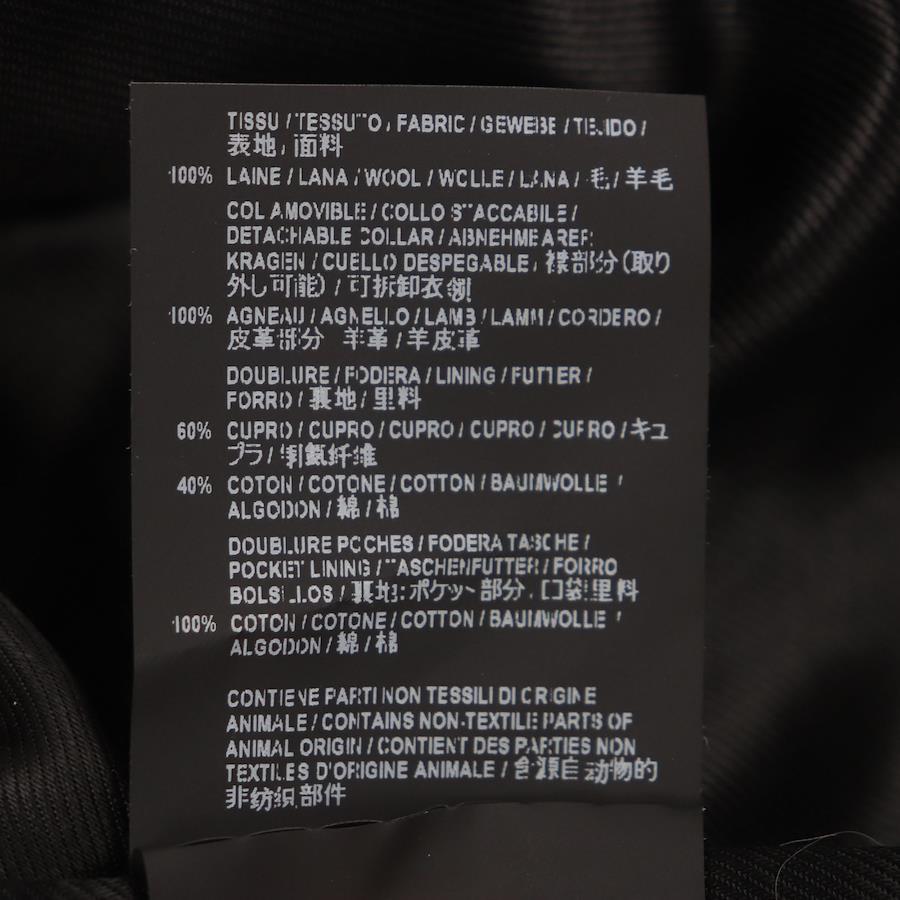 TISSU / TESSUTO / FABRIC / GEWEBE / TEJIDO /
表地 / 面料
100% LAINE / LANA / WOOL / WOLLE / LANA / 毛 / 羊毛
COL AMOVIBLE / COLLO STACCABILE /
DETACHABLE COLLAR / ABNEHMBARER
KRAGEN / CUELLO DESPEGABLE / 襟部分(取り
外し可能) / 可拆卸衣领
100% AGNEAU / AGNELLO / LAMB / LAMM / CORDERO /
皮革部分 羊革 / 羊皮革
DOUBLURE / FODERA / LINING / FUTTER /
FORRO / 裏地 / 里料
60% CUPRO / CUPRO / CUPRO / CUPRO / CUPRO / キュ
プラ / 铜氨纤维
40% COTON / COTONE / COTTON / BAUMWOLLE /
ALGODON / 綿 / 棉
DOUBLURE POCHES / FODERA TASCHE /
POCKET LINING / TASCHENFUTTER / FORRO
BOLSILLOS / 裏地:ポケット部分 / 口袋里料
100% COTON / COTONE / COTTON / BAUMWOLLE /
ALGODON / 綿 / 棉
CONTIENE PARTI NON TESSILI DI ORIGINE
ANIMALE / CONTAINS NON-TEXTILE PARTS OF
ANIMAL ORIGIN / CONTIENT DES PARTIES NON
TEXTILES D'ORIGINE ANIMALE / 含源自动物的
非纺织部件